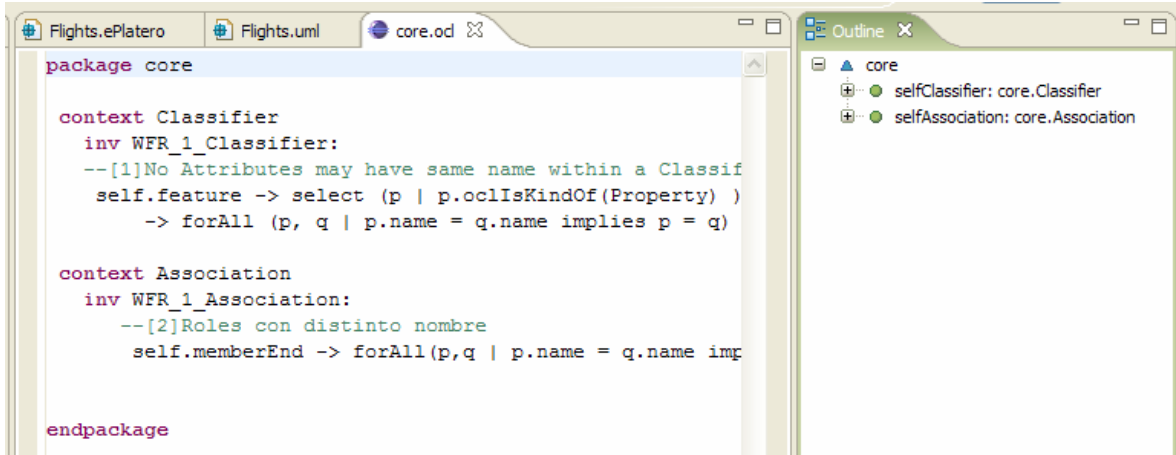 Flights.ePlatero Flights.uml core.ocl
package core
context Classifier
inv WFR_1_Classifier:
--[1]No Attributes may have same name within a Classif
self.feature -> select (p | p.oclIsKindOf(Property) )
-> forAll (p, q | p.name = q.name implies p = q)
context Association
inv WFR_1_Association:
--[2]Roles con distinto nombre
self.memberEnd -> forAll(p,q | p.name = q.name imp
endpackage
Outline
core
selfClassifier: core.Classifier
selfAssociation: core.Association